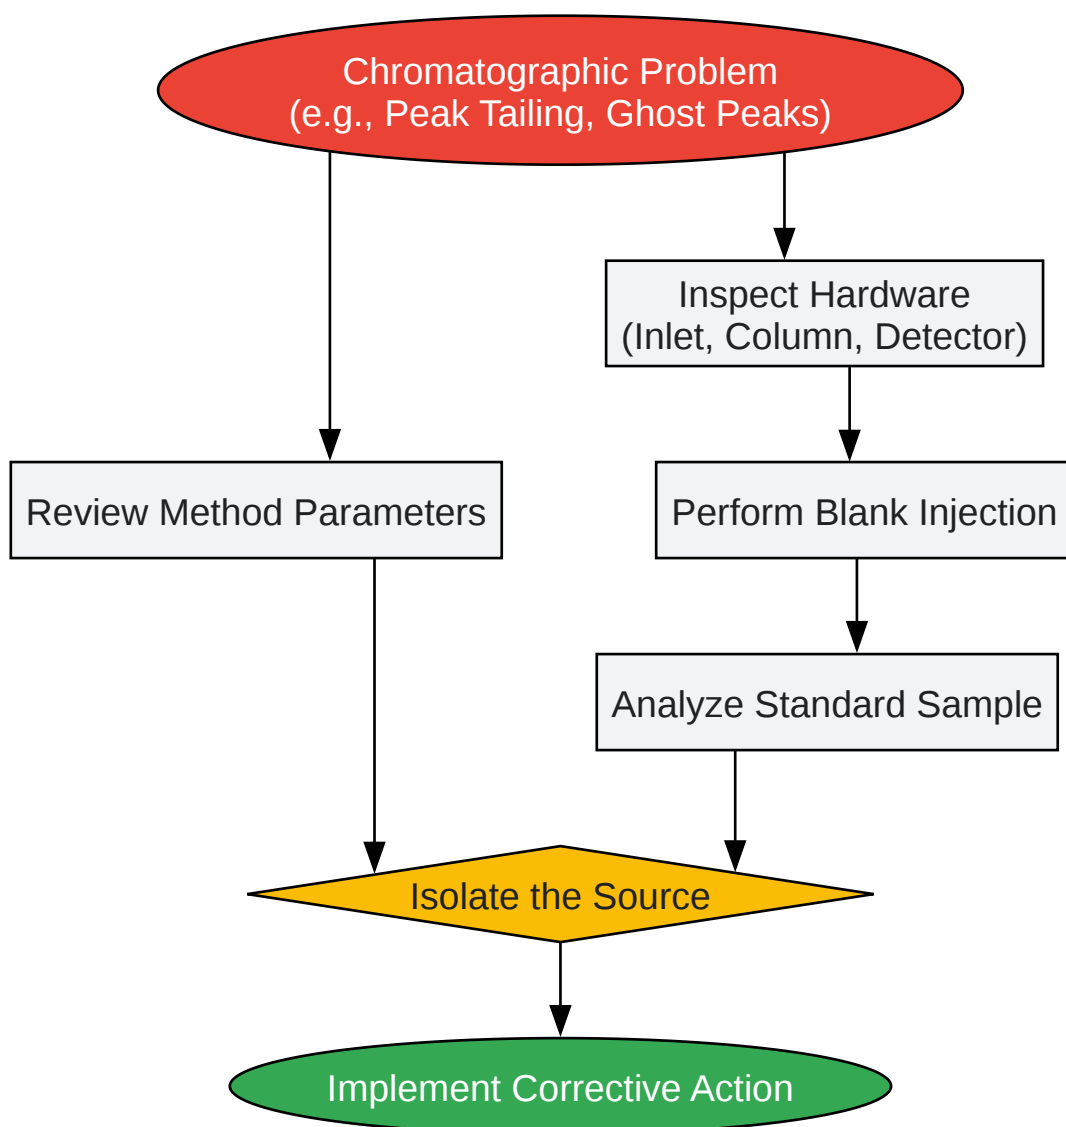 Chromatographic Problem
(e.g., Peak Tailing, Ghost Peaks)
Inspect Hardware
(Inlet, Column, Detector)
Review Method Parameters
Perform Blank Injection
Analyze Standard Sample
Isolate the Source
Implement Corrective Action